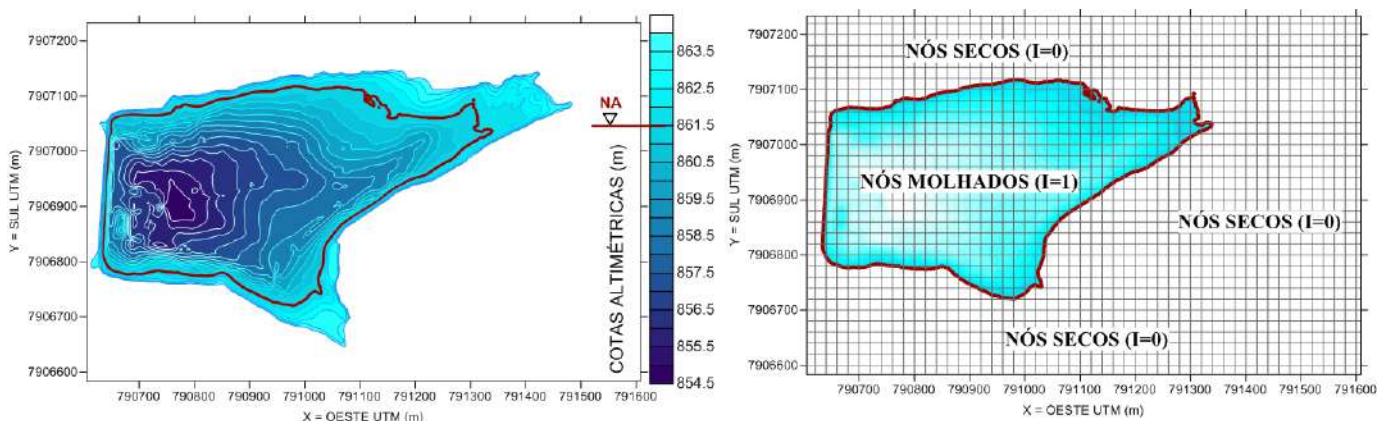 7907200
7907100
7907000
7906900
7906800
7906700
7906600
Y = SUL UTM (m)
790700 790800 790900 791000 791100 791200 791300 791400 791500 791600
X = OESTE UTM (m)
NA
COTAS ALTIMÉTRICAS (m)
863.5
862.5
861.5
860.5
859.5
858.5
857.5
856.5
855.5
854.5
7907200
7907100
7907000
7906900
7906800
7906700
7906600
Y = SUL UTM (m)
NÓS SECOS (I=0)
NÓS MOLHADOS (I=1)
NÓS SECOS (I=0)
NÓS SECOS (I=0)
790700 790800 790900 791000 791100 791200 791300 791400 791500 791600
X = OESTE UTM (m)